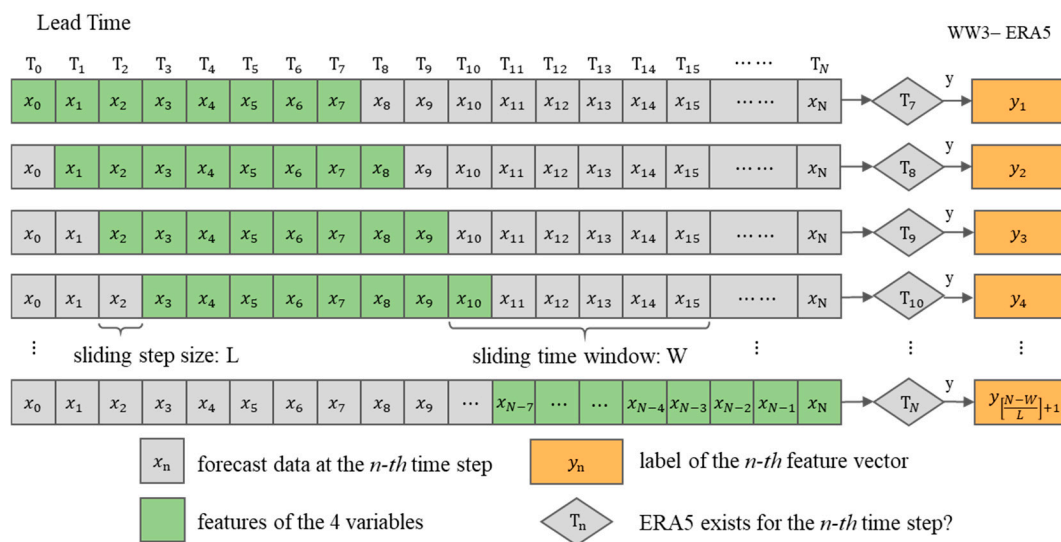 Lead Time
WW3– ERA5
T0 T1 T2 T3 T4 T5 T6 T7 T8 T9 T10 T11 T12 T13 T14 T15 …… TN
x0 x1 x2 x3 x4 x5 x6 x7 x8 x9 x10 x11 x12 x13 x14 x15 …… xN T7 y y1
x0 x1 x2 x3 x4 x5 x6 x7 x8 x9 x10 x11 x12 x13 x14 x15 …… xN T8 y y2
x0 x1 x2 x3 x4 x5 x6 x7 x8 x9 x10 x11 x12 x13 x14 x15 …… xN T9 y y3
x0 x1 x2 x3 x4 x5 x6 x7 x8 x9 x10 x11 x12 x13 x14 x15 …… xN T10 y y4
⋮ sliding step size: L sliding time window: W ⋮ ⋮ ⋮
x0 x1 x2 x3 x4 x5 x6 x7 x8 x9 … xN−7 … … xN−4 xN−3 xN−2 xN−1 xN TN y y[N−W/L]+1
xn forecast data at the n-th time step yn label of the n-th feature vector
features of the 4 variables Tn ERA5 exists for the n-th time step?